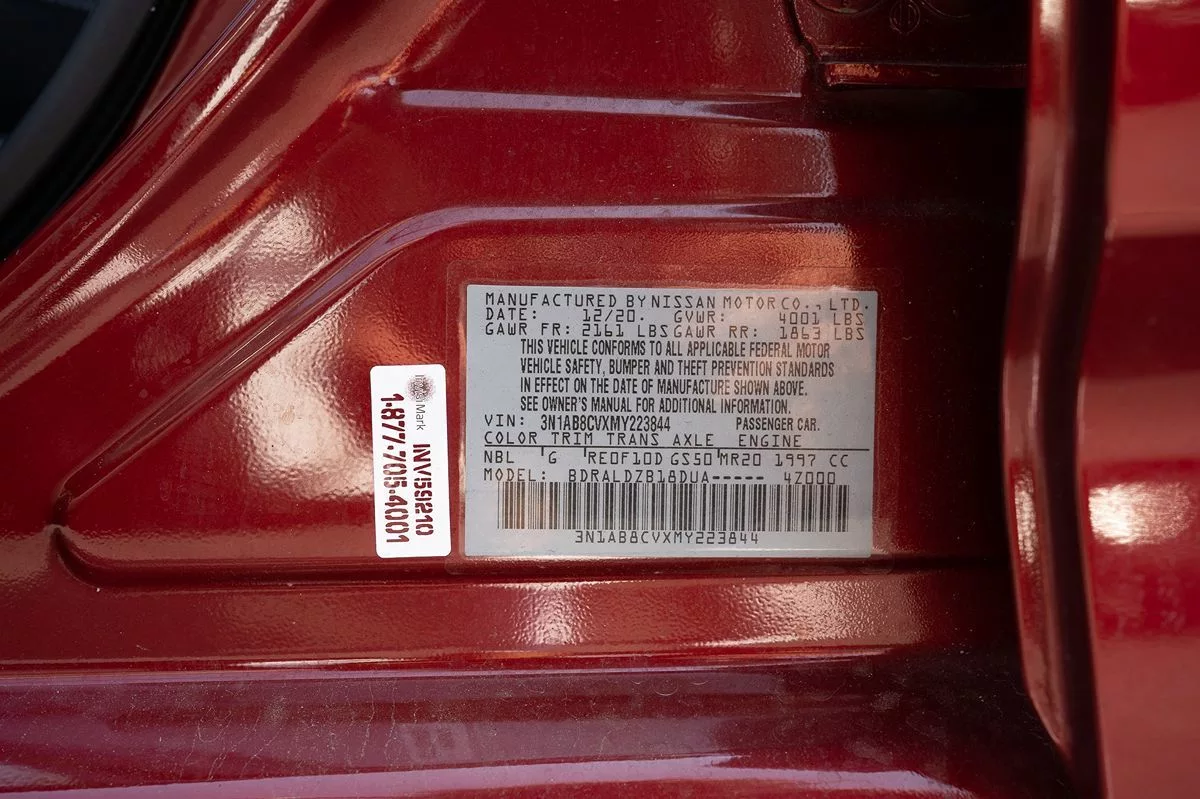 MANUFACTURED BY NISSAN MOTOR CO., LTD.
DATE: 12/20. GVWR: 4001 LBS
GAWR FR: 2161 LBS GAWR RR: 1863 LBS
THIS VEHICLE CONFORMS TO ALL APPLICABLE FEDERAL MOTOR
VEHICLE SAFETY, BUMPER AND THEFT PREVENTION STANDARDS
IN EFFECT ON THE DATE OF MANUFACTURE SHOWN ABOVE.
SEE OWNER'S MANUAL FOR ADDITIONAL INFORMATION.
VIN: 3N1AB8CVXMY223844 PASSENGER CAR.
COLOR TRIM TRANS AXLE ENGINE
NBL 'G 'RE0F10D GS50'MR20 1997 CC
MODEL: BDRALDZB18DUA----- 4Z000
3N1AB8CVXMY223844
Mark
INV159210
1-877-705-4001